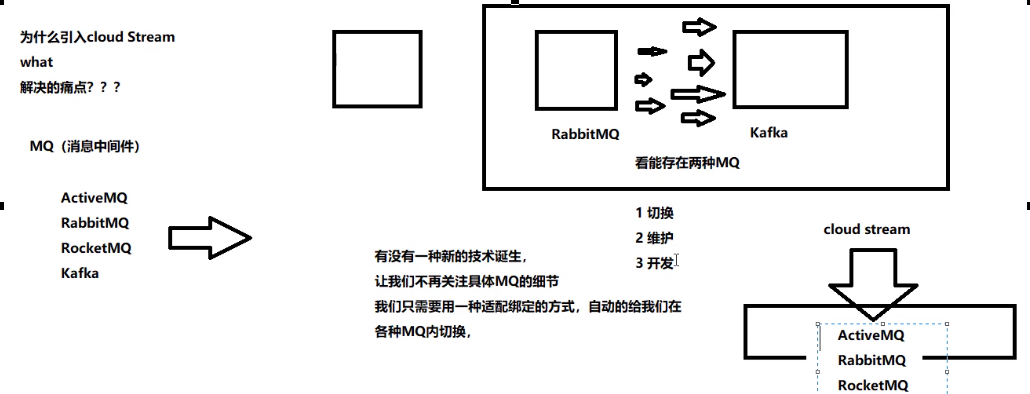 为什么引入cloud Stream
what
解决的痛点？？？
MQ（消息中间件）
ActiveMQ
RabbitMQ
RocketMQ
Kafka
RabbitMQ
Kafka
看能存在两种MQ
1 切换
2 维护
3 开发
有没有一种新的技术诞生，
让我们不再关注具体MQ的细节
我们只需要用一种适配绑定的方式，自动的给我们在
各种MQ内切换，
cloud stream
ActiveMQ
RabbitMQ
RocketMQ